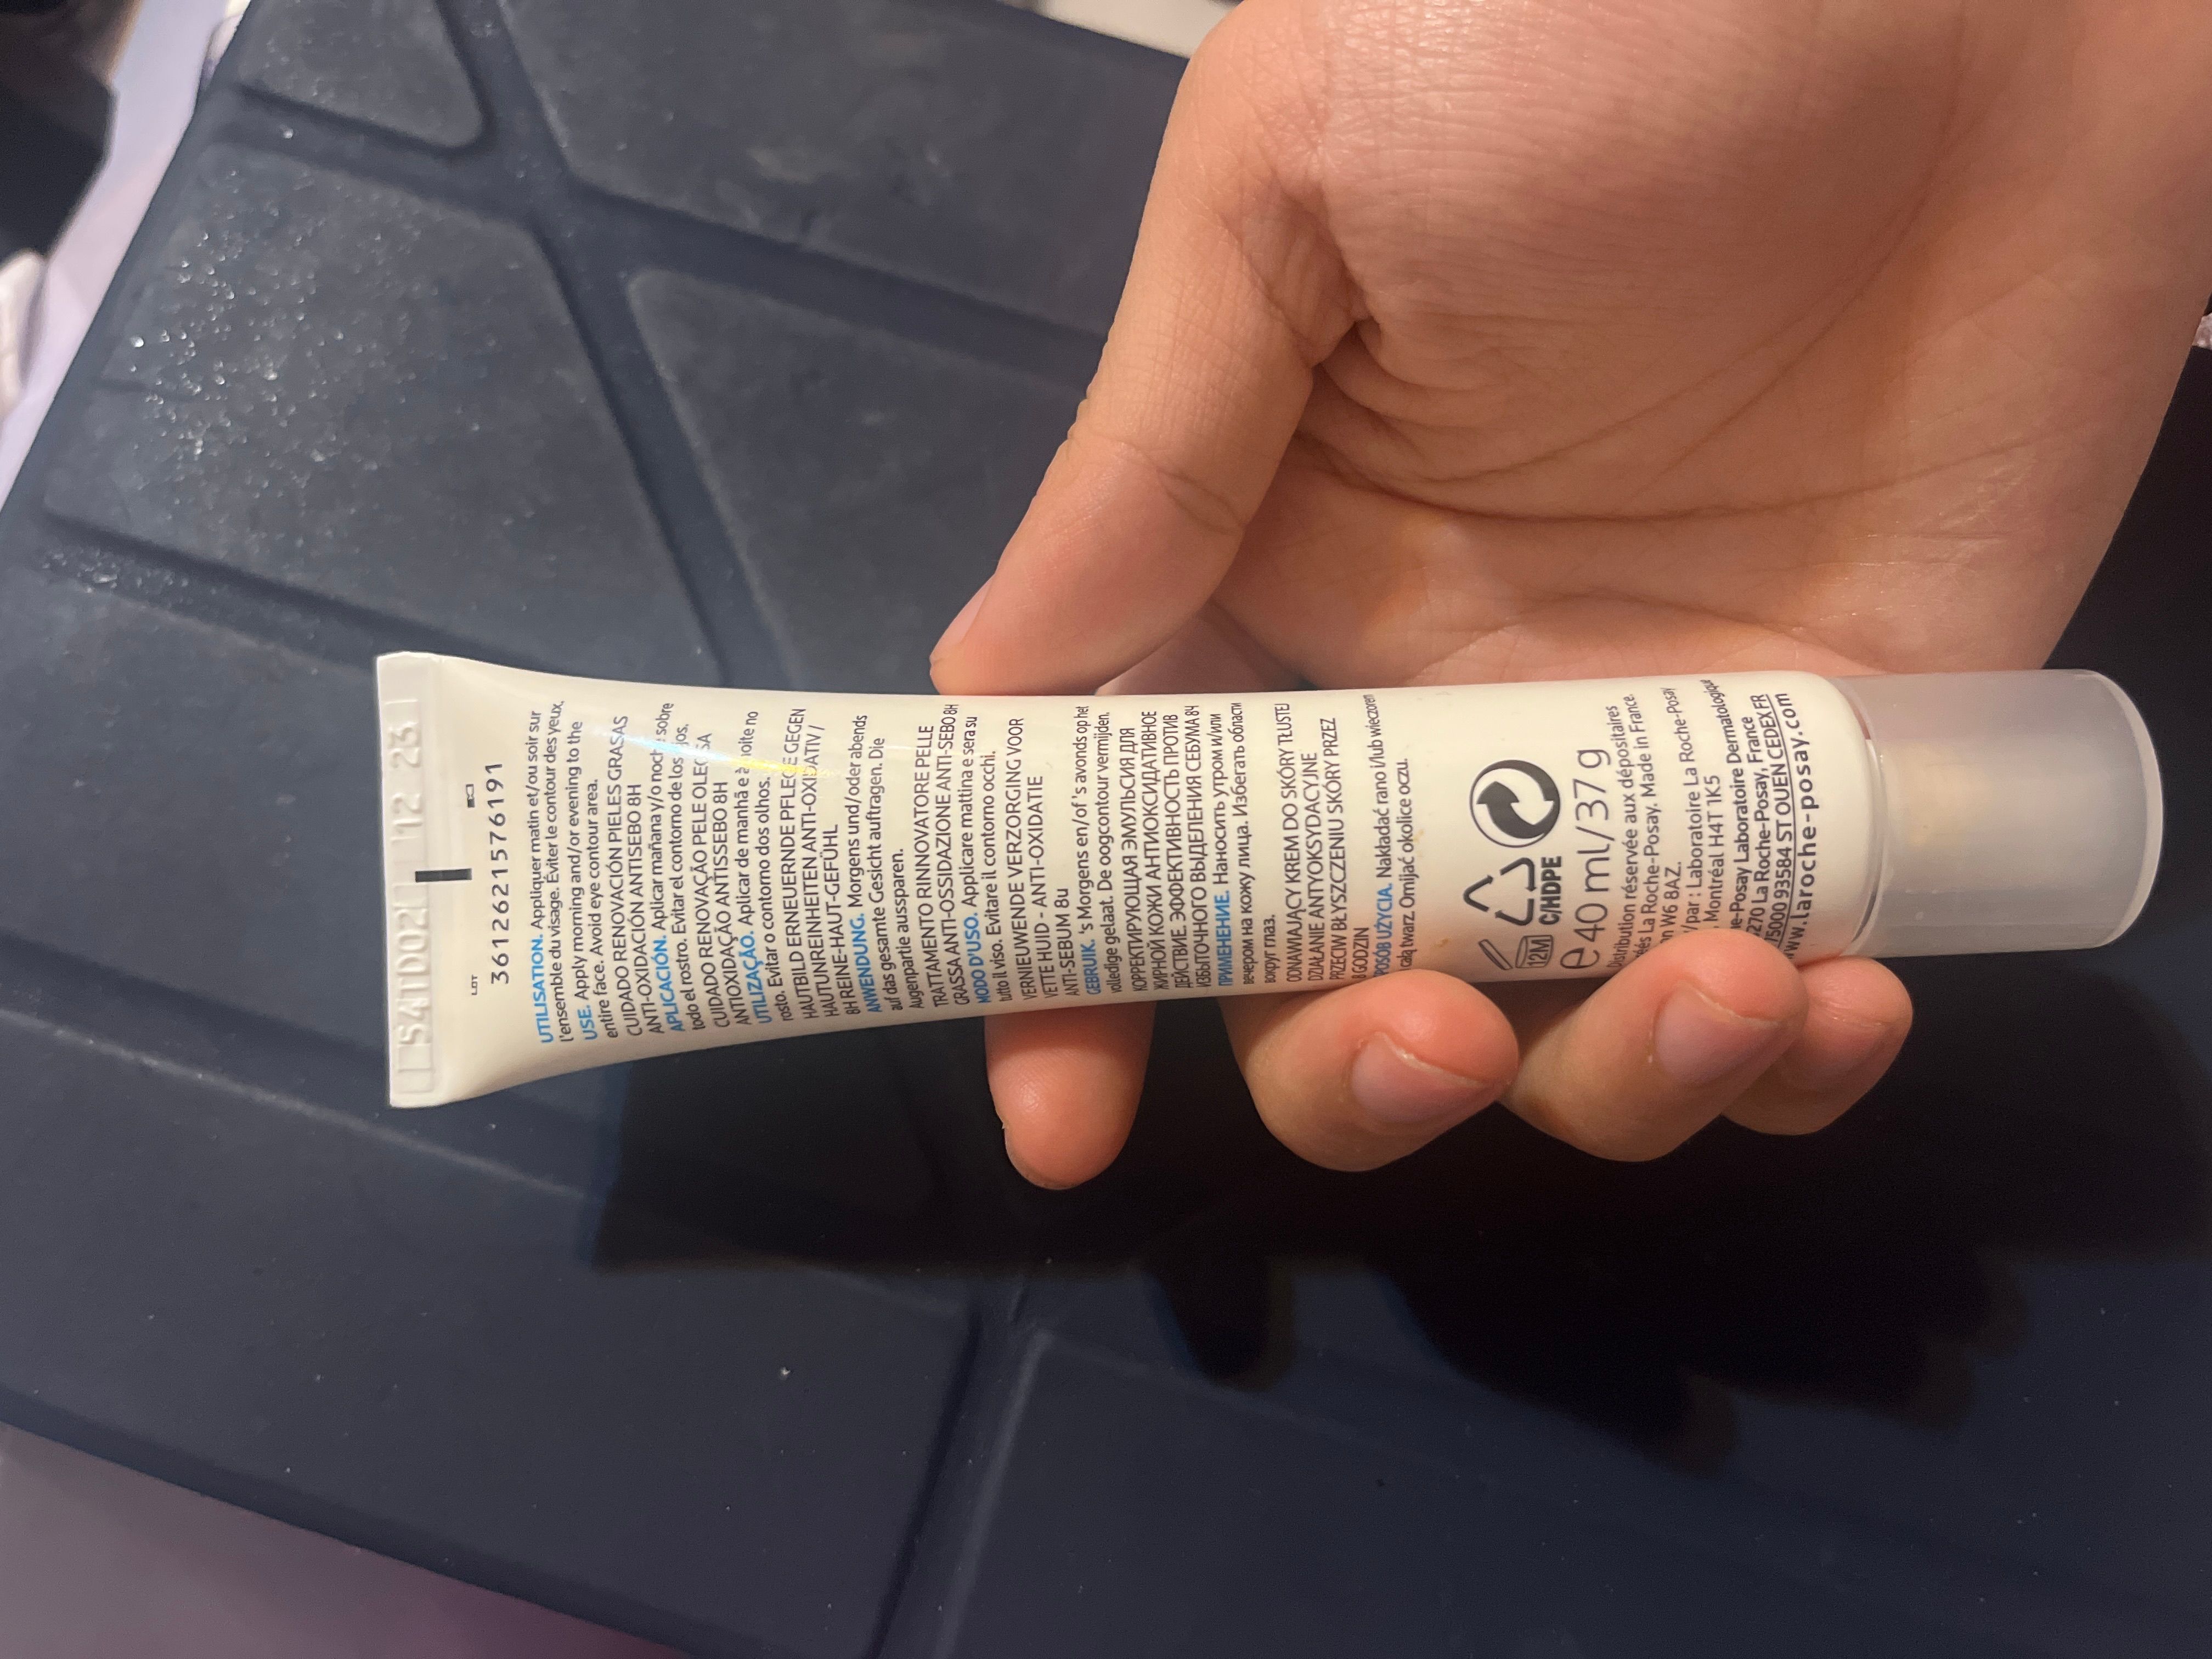 54TD02L 12 23
LOT
3612621576191
UTILISATION. Appliquer matin et/ou soir sur
l'ensemble du visage. Éviter le contour des yeux.
USE. Apply morning and/or evening to the
entire face. Avoid eye contour area.
CUIDADO RENOVACIÓN PIELES GRASAS
ANTI-OXIDACIÓN ANTISEBO 8H
APLICACIÓN. Aplicar mañana y/o noche sobre
todo el rostro. Evitar el contorno de los ojos.
CUIDADO RENOVAÇÃO PELE OLEOSA
ANTIOXIDAÇÃO ANTISSEBO 8H
UTILIZAÇÃO. Aplicar de manhã e à noite no
rosto. Evitar o contorno dos olhos.
HAUTBILD ERNEUERNDE PFLEGE GEGEN
HAUTUNREINHEITEN ANTI-OXIDATIV/
8H REINE-HAUT-GEFÜHL
ANWENDUNG. Morgens und/oder abends
auf das gesamte Gesicht auftragen. Die
Augenpartie aussparen.
TRATTAMENTO RINNOVATORE PELLE
GRASSA ANTI-OSSIDAZIONE ANTI-SEBO 8H
MODO D'USO. Applicare mattina e sera su
tutto il viso. Evitare il contorno occhi.
VERNIEUWENDE VERZORGING VOOR
VETTE HUID - ANTI-OXIDATIE
ANTI-SEBUM 8u
GEBRUIK. 's Morgens en/of 's avonds op het
volledige gelaat. De oogcontour vermijden.
КОРРЕКТИРУЮЩАЯ ЭМУЛЬСИЯ ДЛЯ
ЖИРНОЙ КОЖИ АНТИОКСИДАТИВНОЕ
ДЕЙСТВИЕ. ЭФФЕКТИВНОСТЬ ПРОТИВ
ИЗБЫТОЧНОГО ВЫДЕЛЕНИЯ СЕБУМА 8Ч
ПРИМЕНЕНИЕ. Наносить утром и/или
вечером на кожу лица. Избегать области
вокруг глаз.
ODNAWIAJĄCY KREM DO SKÓRY TŁUSTEJ
DZIAŁANIE ANTYOKSYDACYJNE
PRZECIW BŁYSZCZENIU SKÓRY PRZEZ
8 GODZIN
SPOSÓB UŻYCIA. Nakładać rano i/lub wieczorem
całą twarz. Omijać okolice oczu.
12M C/HDPE
e 40 ml/37 g
Distribution réservée aux dépositaires
La Roche-Posay. Made in France.
W6 8AZ.
par : Laboratoire La Roche-Posay
Montréal H4T 1K5
e-Posay Laboratoire Dermatologique
270 La Roche-Posay, France
75000 93584 ST OUEN CEDEX FR
www.laroche-posay.com